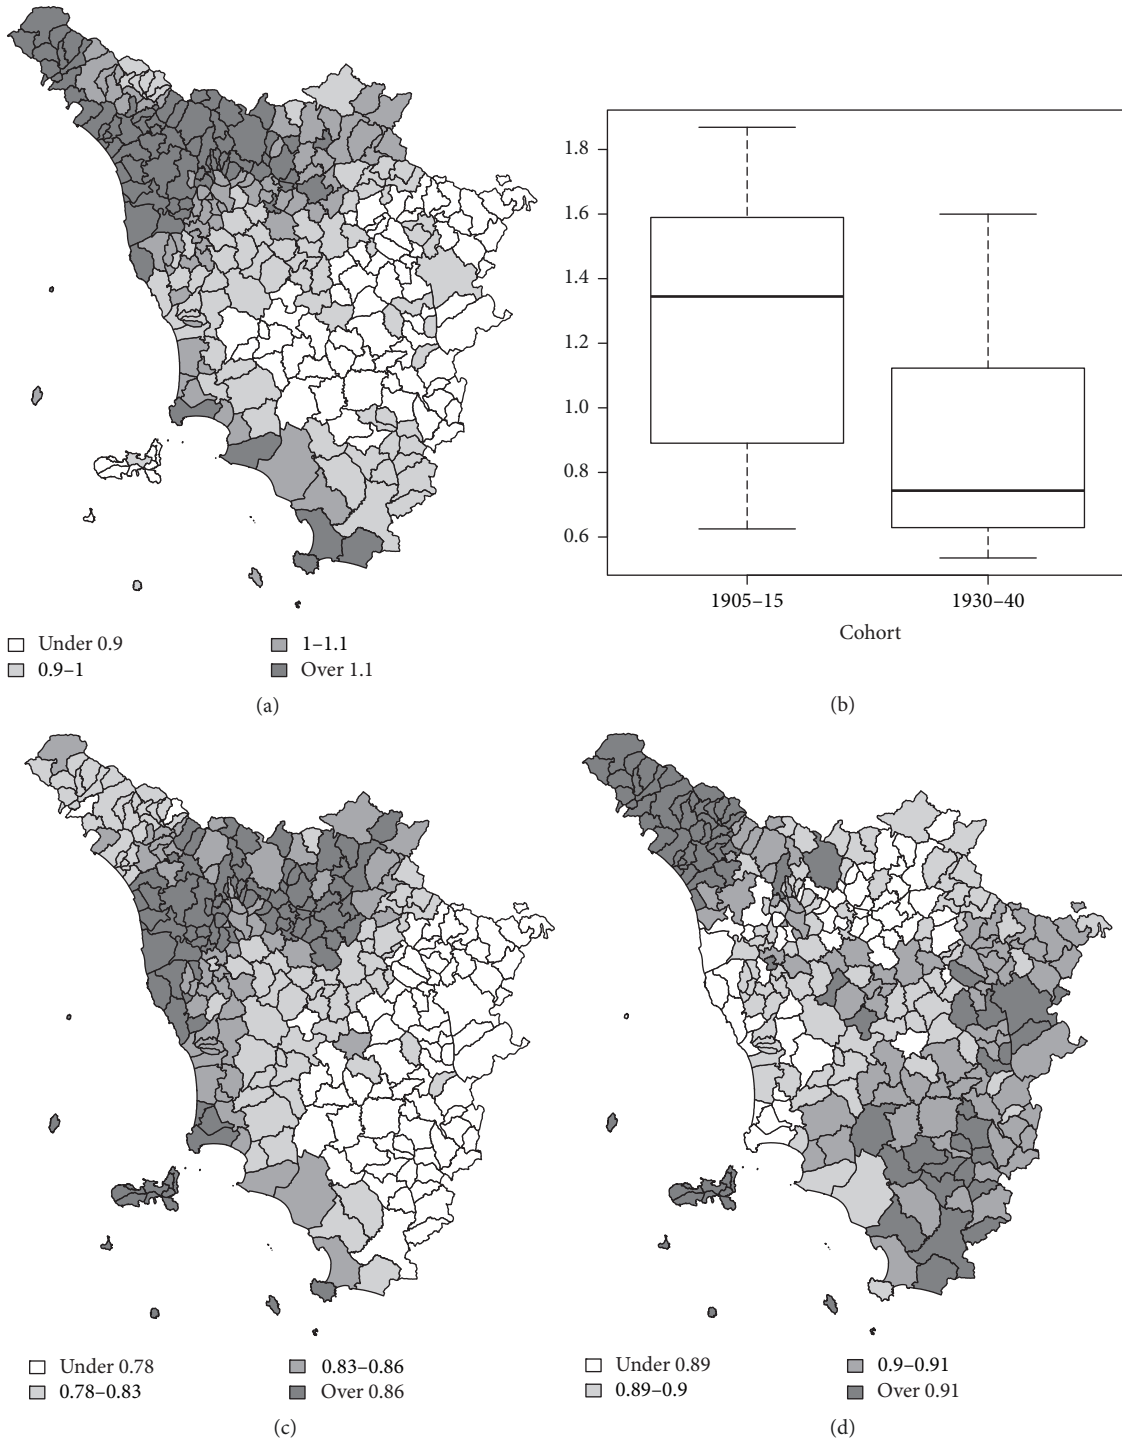 1.8
1.6
1.4
1.2
1.0
0.8
0.6
1905–15 1930–40
Cohort
Under 0.9 1–1.1
0.9–1 Over 1.1
(a) (b)
Under 0.78 0.83–0.86
0.78–0.83 Over 0.86
(c)
Under 0.89 0.9–0.91
0.89–0.9 Over 0.91
(d)